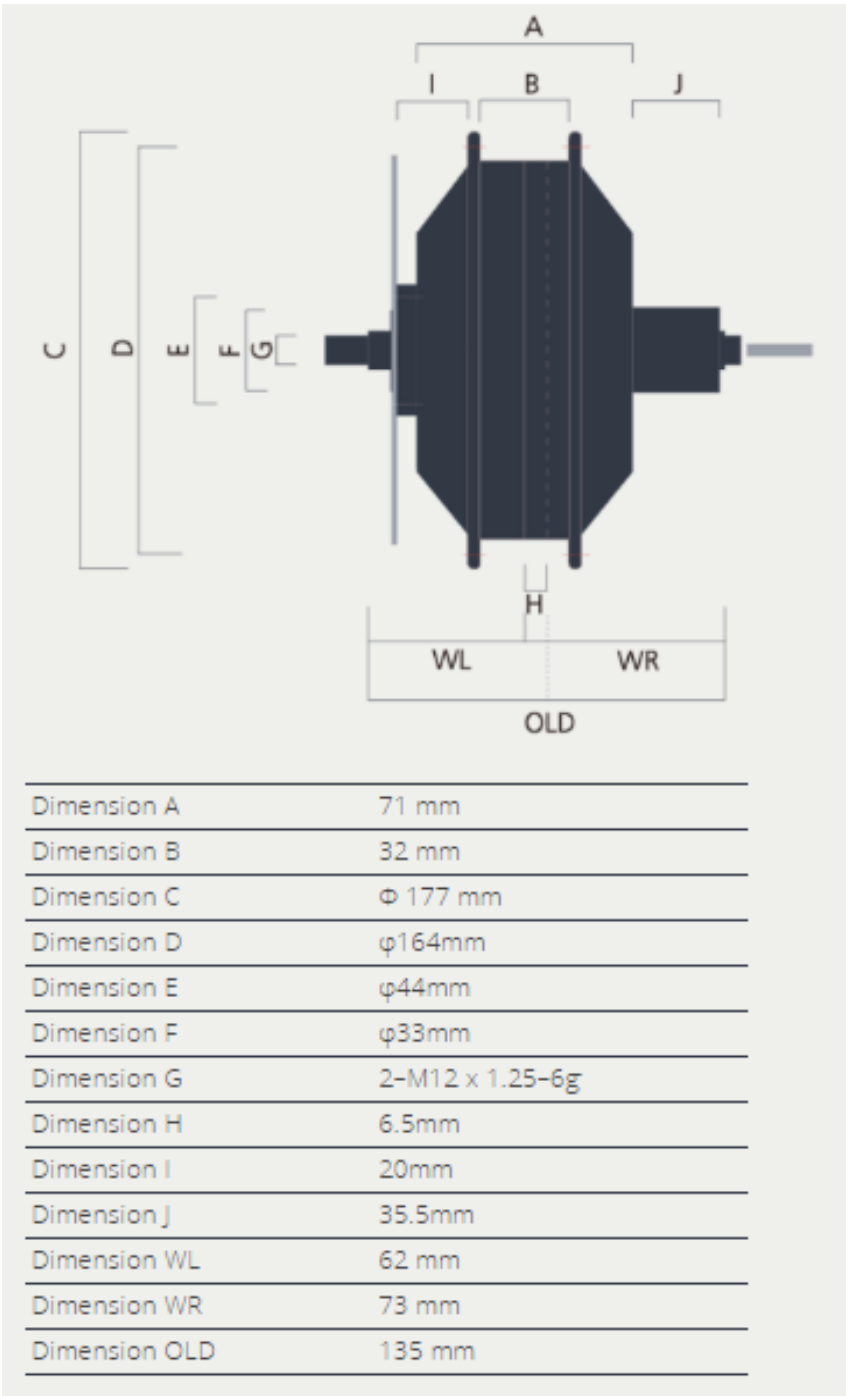 A
I B J
C D E F G
H
WL WR
OLD
Dimension A 71 mm
Dimension B 32 mm
Dimension C Φ 177 mm
Dimension D φ164mm
Dimension E φ44mm
Dimension F φ33mm
Dimension G 2–M12 x 1.25–6g
Dimension H 6.5mm
Dimension I 20mm
Dimension J 35.5mm
Dimension WL 62 mm
Dimension WR 73 mm
Dimension OLD 135 mm